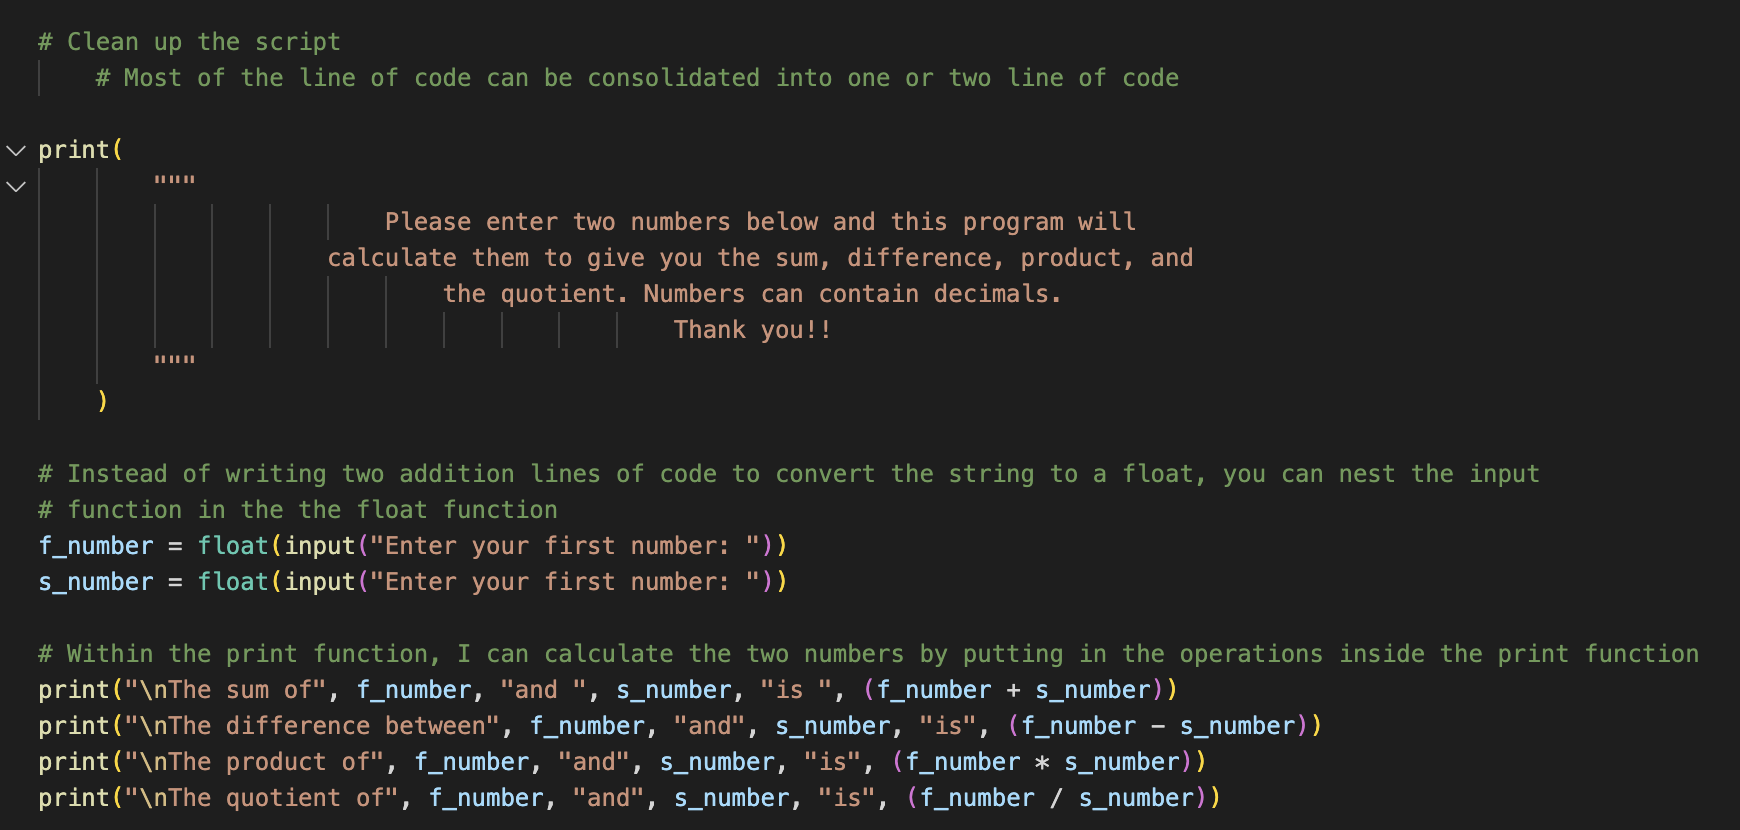 # Clean up the script
# Most of the line of code can be consolidated into one or two line of code
print(
"""
Please enter two numbers below and this program will
calculate them to give you the sum, difference, product, and
the quotient. Numbers can contain decimals.
Thank you!!
"""
)
# Instead of writing two addition lines of code to convert the string to a float, you can nest the input
# function in the the float function
f_number = float(input("Enter your first number: "))
s_number = float(input("Enter your first number: "))
# Within the print function, I can calculate the two numbers by putting in the operations inside the print function
print("\nThe sum of", f_number, "and ", s_number, "is ", (f_number + s_number))
print("\nThe difference between", f_number, "and", s_number, "is", (f_number - s_number))
print("\nThe product of", f_number, "and", s_number, "is", (f_number * s_number))
print("\nThe quotient of", f_number, "and", s_number, "is", (f_number / s_number))